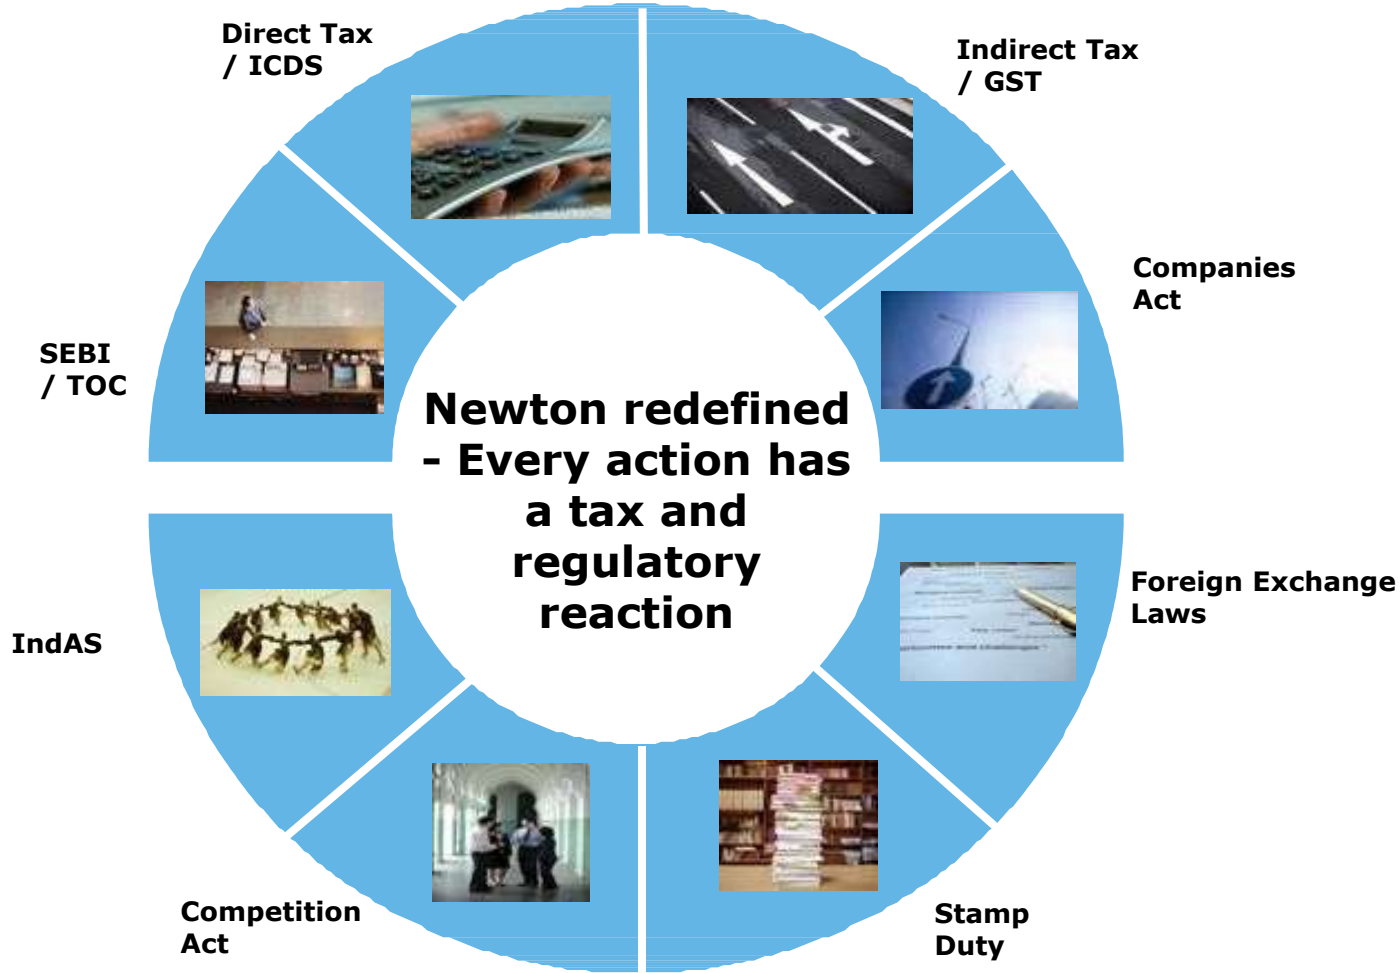 Direct Tax
/ ICDS
Indirect Tax
/ GST
Companies
Act
SEBI
/ TOC
Newton redefined
- Every action has
a tax and
regulatory
reaction
Foreign Exchange
Laws
IndAS
Competition
Act
Stamp
Duty